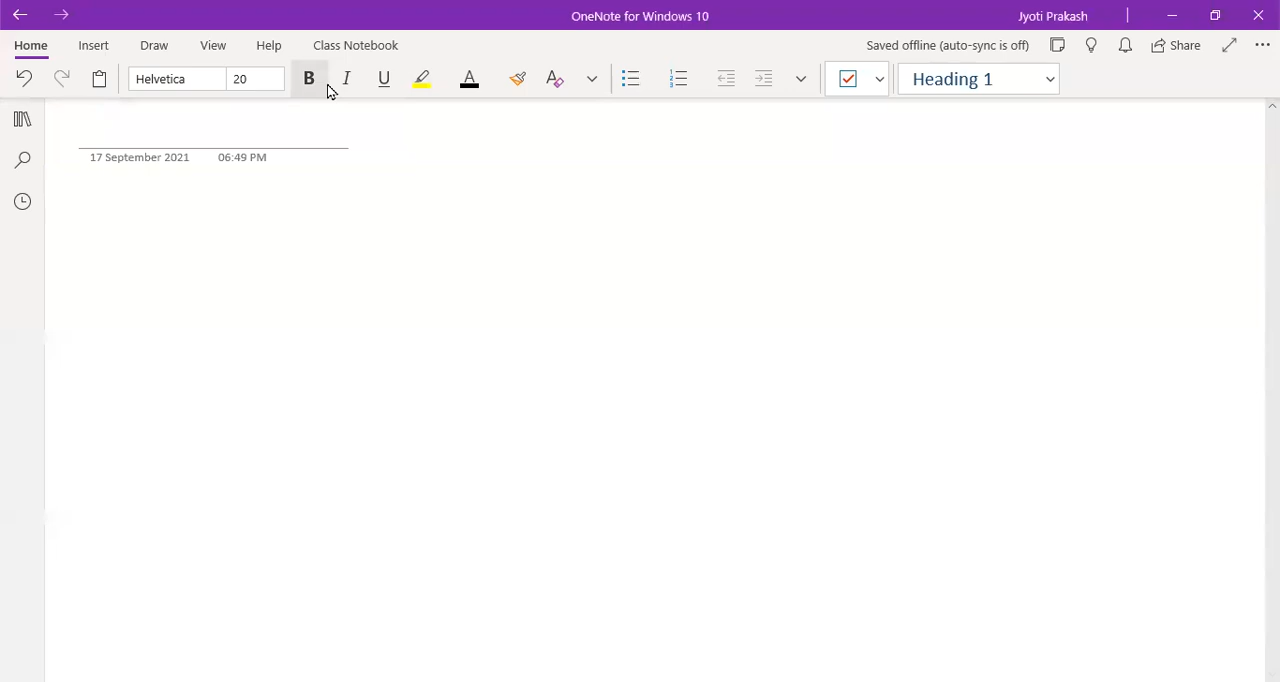 OneNote for Windows 10
Jyoti Prakash
Home Insert Draw View Help Class Notebook
Saved offline (auto-sync is off)
Share
Helvetica 20 B I U A A
Heading 1
17 September 2021 06:49 PM